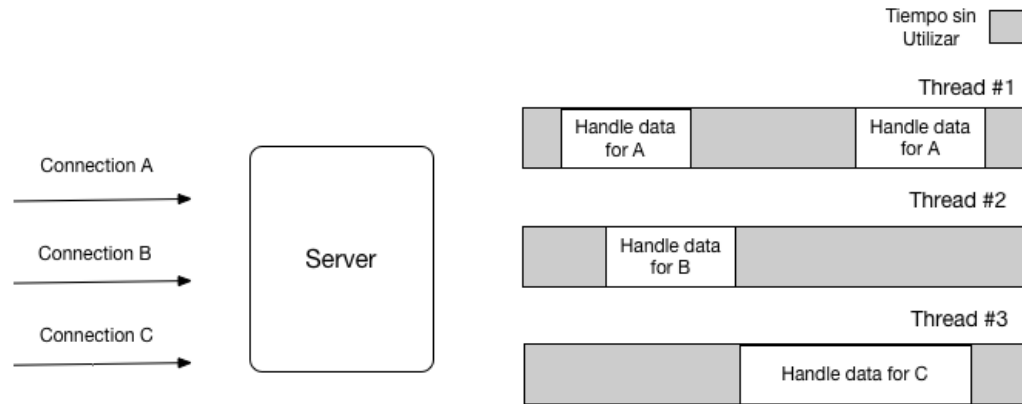 Tiempo sin
Utilizar
Thread #1
Handle data
for A
Handle data
for A
Connection A
Thread #2
Connection B
Server
Handle data
for B
Connection C
Thread #3
Handle data for C